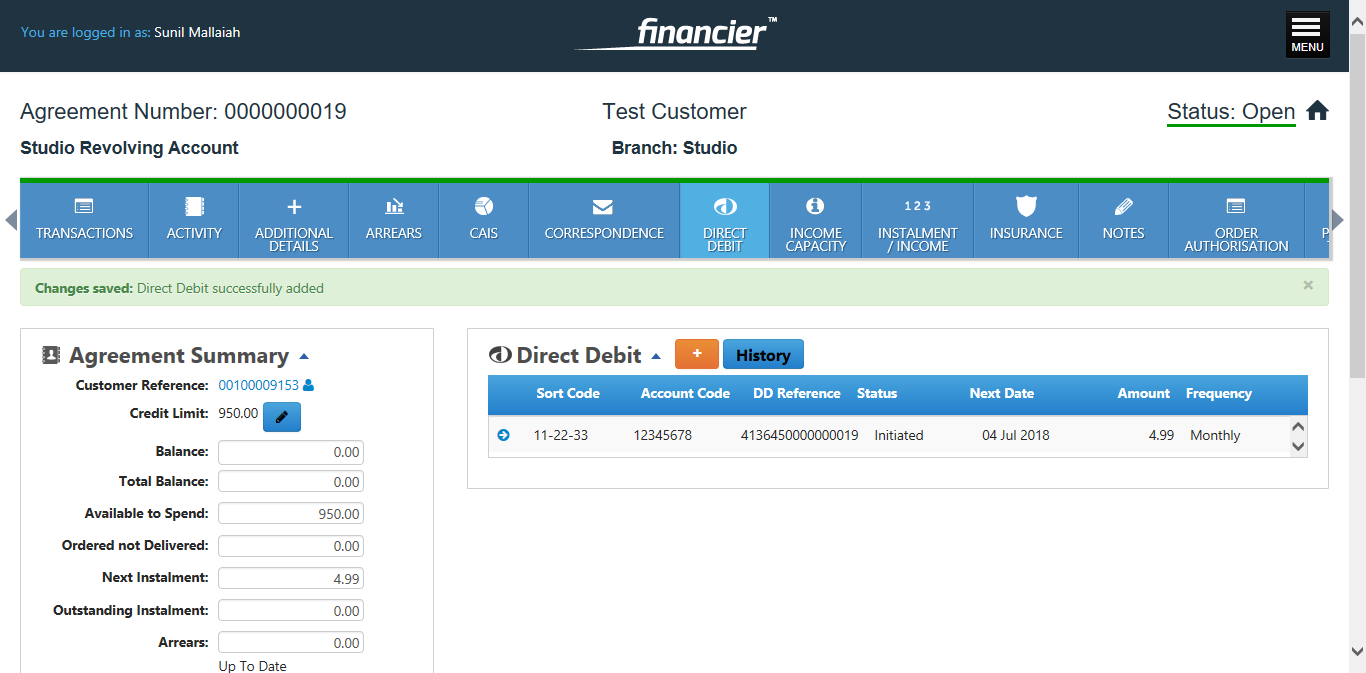 You are logged in as: Sunil Mallaiah
financier™
MENU
Agreement Number: 0000000019
Test Customer
Status: Open
Studio Revolving Account
Branch: Studio
TRANSACTIONS
ACTIVITY
ADDITIONAL
DETAILS
ARREARS
CAIS
CORRESPONDENCE
DIRECT
DEBIT
INCOME
CAPACITY
1 2 3
INSTALMENT
/ INCOME
INSURANCE
NOTES
ORDER
AUTHORISATION
Changes saved: Direct Debit successfully added ×
Agreement Summary
Customer Reference: 00100009153
Credit Limit: 950.00
Balance: 0.00
Total Balance: 0.00
Available to Spend: 950.00
Ordered not Delivered: 0.00
Next Instalment: 4.99
Outstanding Instalment: 0.00
Arrears: 0.00
Up To Date
Direct Debit + History
Sort Code Account Code DD Reference Status Next Date Amount Frequency
11-22-33 12345678 4136450000000019 Initiated 04 Jul 2018 4.99 Monthly